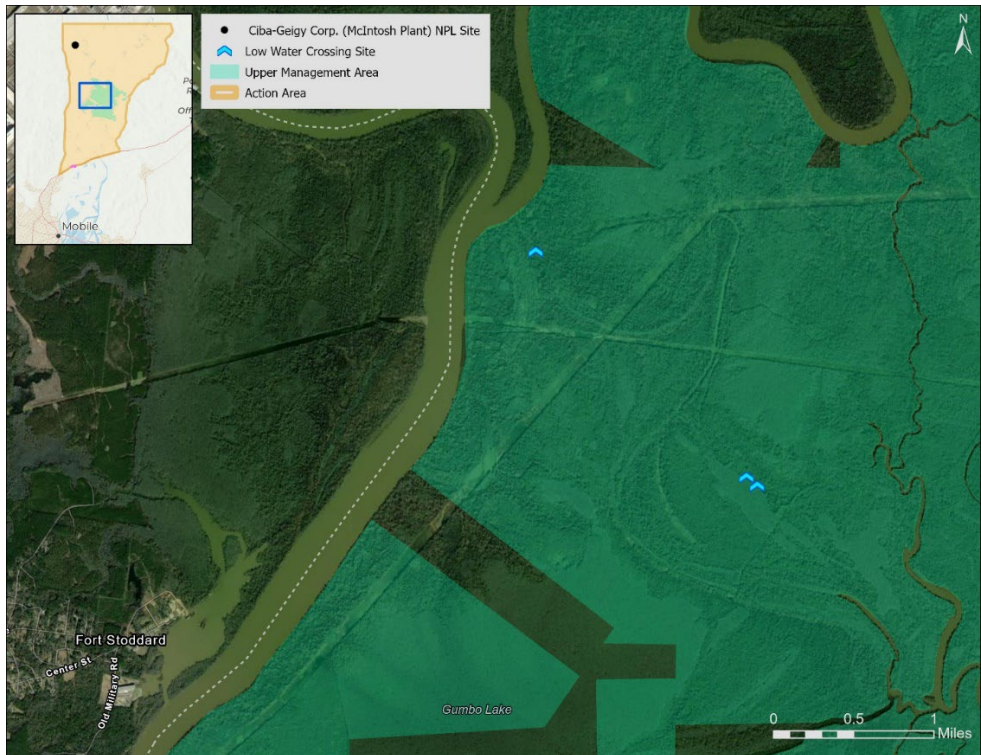 Ciba-Geigy Corp. (McIntosh Plant) NPL Site
Low Water Crossing Site
Upper Management Area
Action Area
N
Mobile
Fort Stoddard
Center St
Old Military Rd
Gumbo Lake
0 0.5 1
Miles